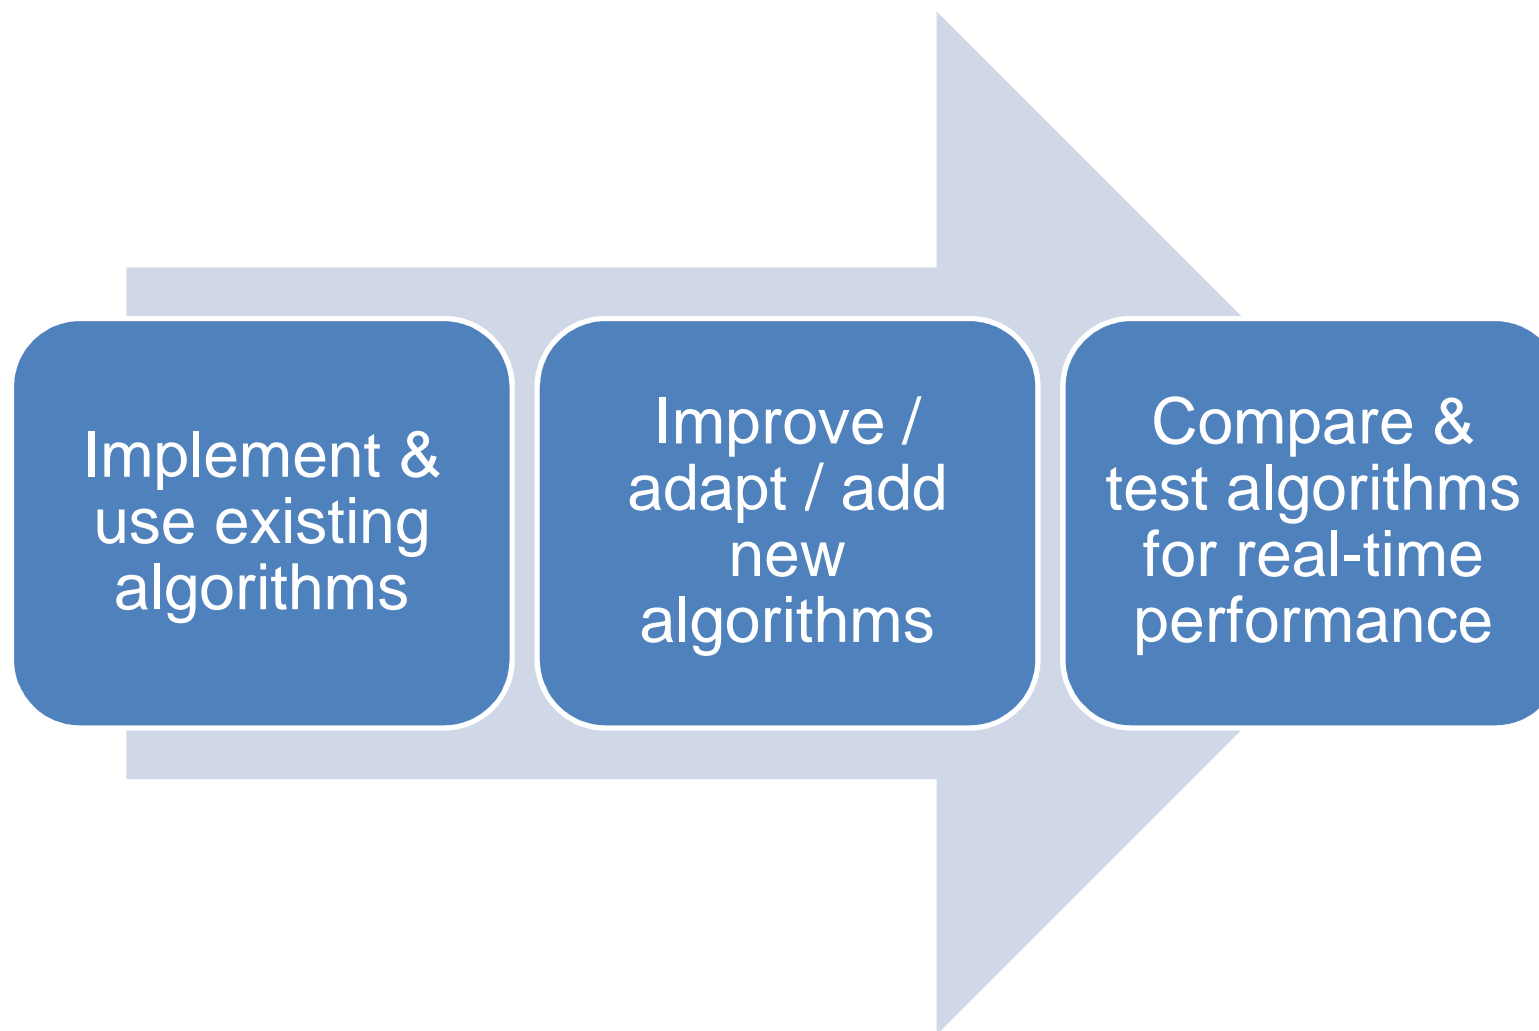 Implement &
use existing
algorithms
Improve /
adapt / add
new
algorithms
Compare &
test algorithms
for real-time
performance